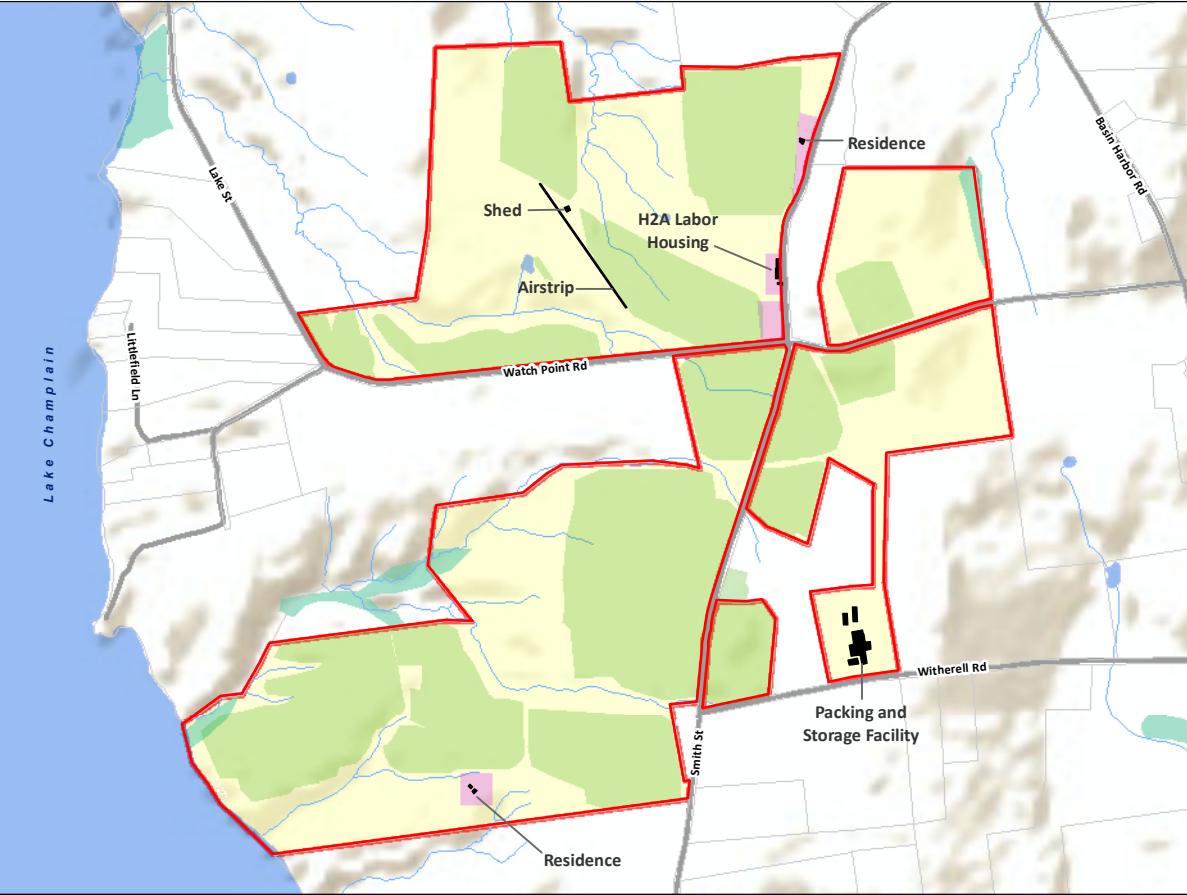 Residence
Basin Harbor Rd
Lake St
Shed
H2A Labor
Housing
Airstrip
Littlefield Ln
Lake Champlain
Watch Point Rd
Witherell Rd
Packing and
Storage Facility
Smith St
Residence